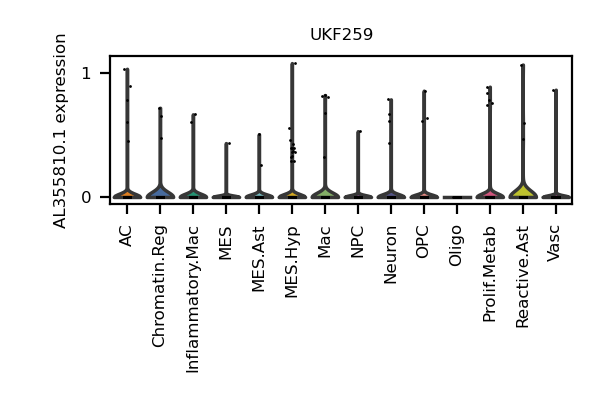 UKF259
AL355810.1 expression
1
0
AC
Chromatin.Reg
Inflammatory.Mac
MES
MES.Ast
MES.Hyp
Mac
NPC
Neuron
OPC
Oligo
Prolif.Metab
Reactive.Ast
Vasc